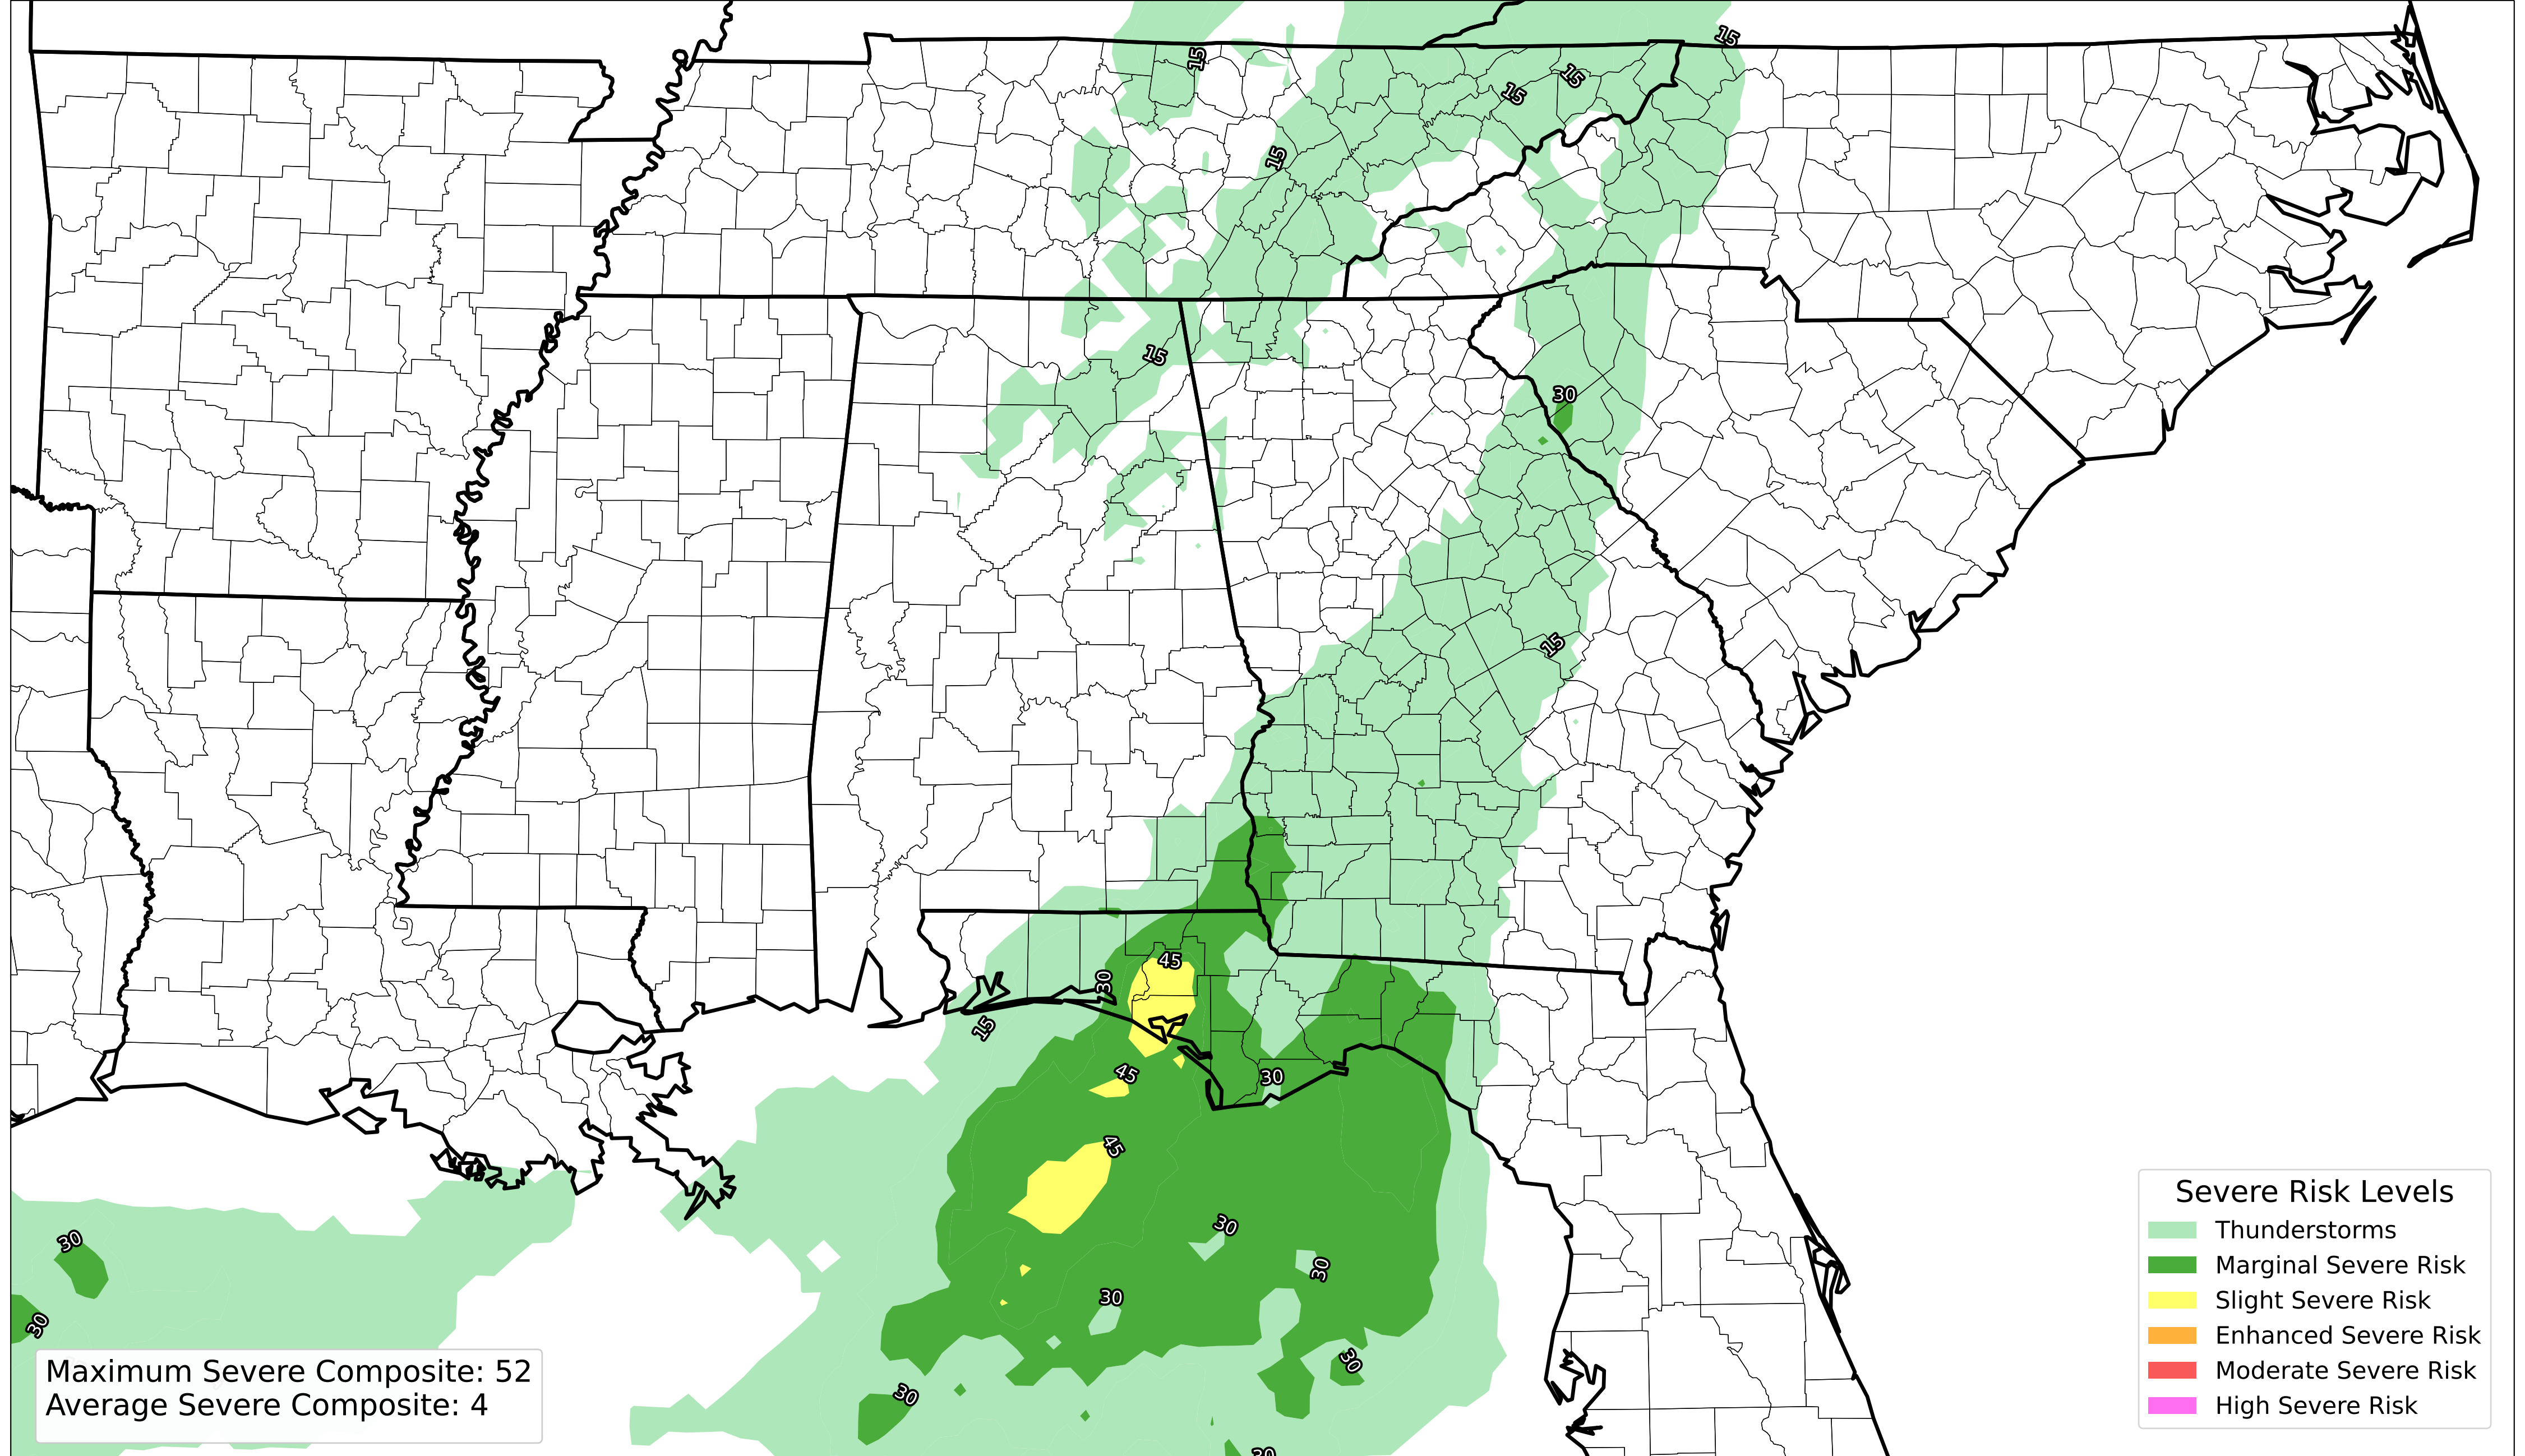 15
15
15
15
15
15
30
15
45
30
15
45
30
45
30
30
30
30
30
30
30
30
Severe Risk Levels
Thunderstorms
Marginal Severe Risk
Slight Severe Risk
Enhanced Severe Risk
Moderate Severe Risk
High Severe Risk
Maximum Severe Composite: 52
Average Severe Composite: 4